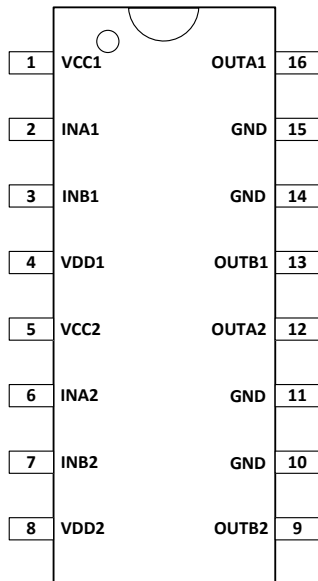 1 VCC1 OUTA1 16
2 INA1 GND 15
3 INB1 GND 14
4 VDD1 OUTB1 13
5 VCC2 OUTA2 12
6 INA2 GND 11
7 INB2 GND 10
8 VDD2 OUTB2 9